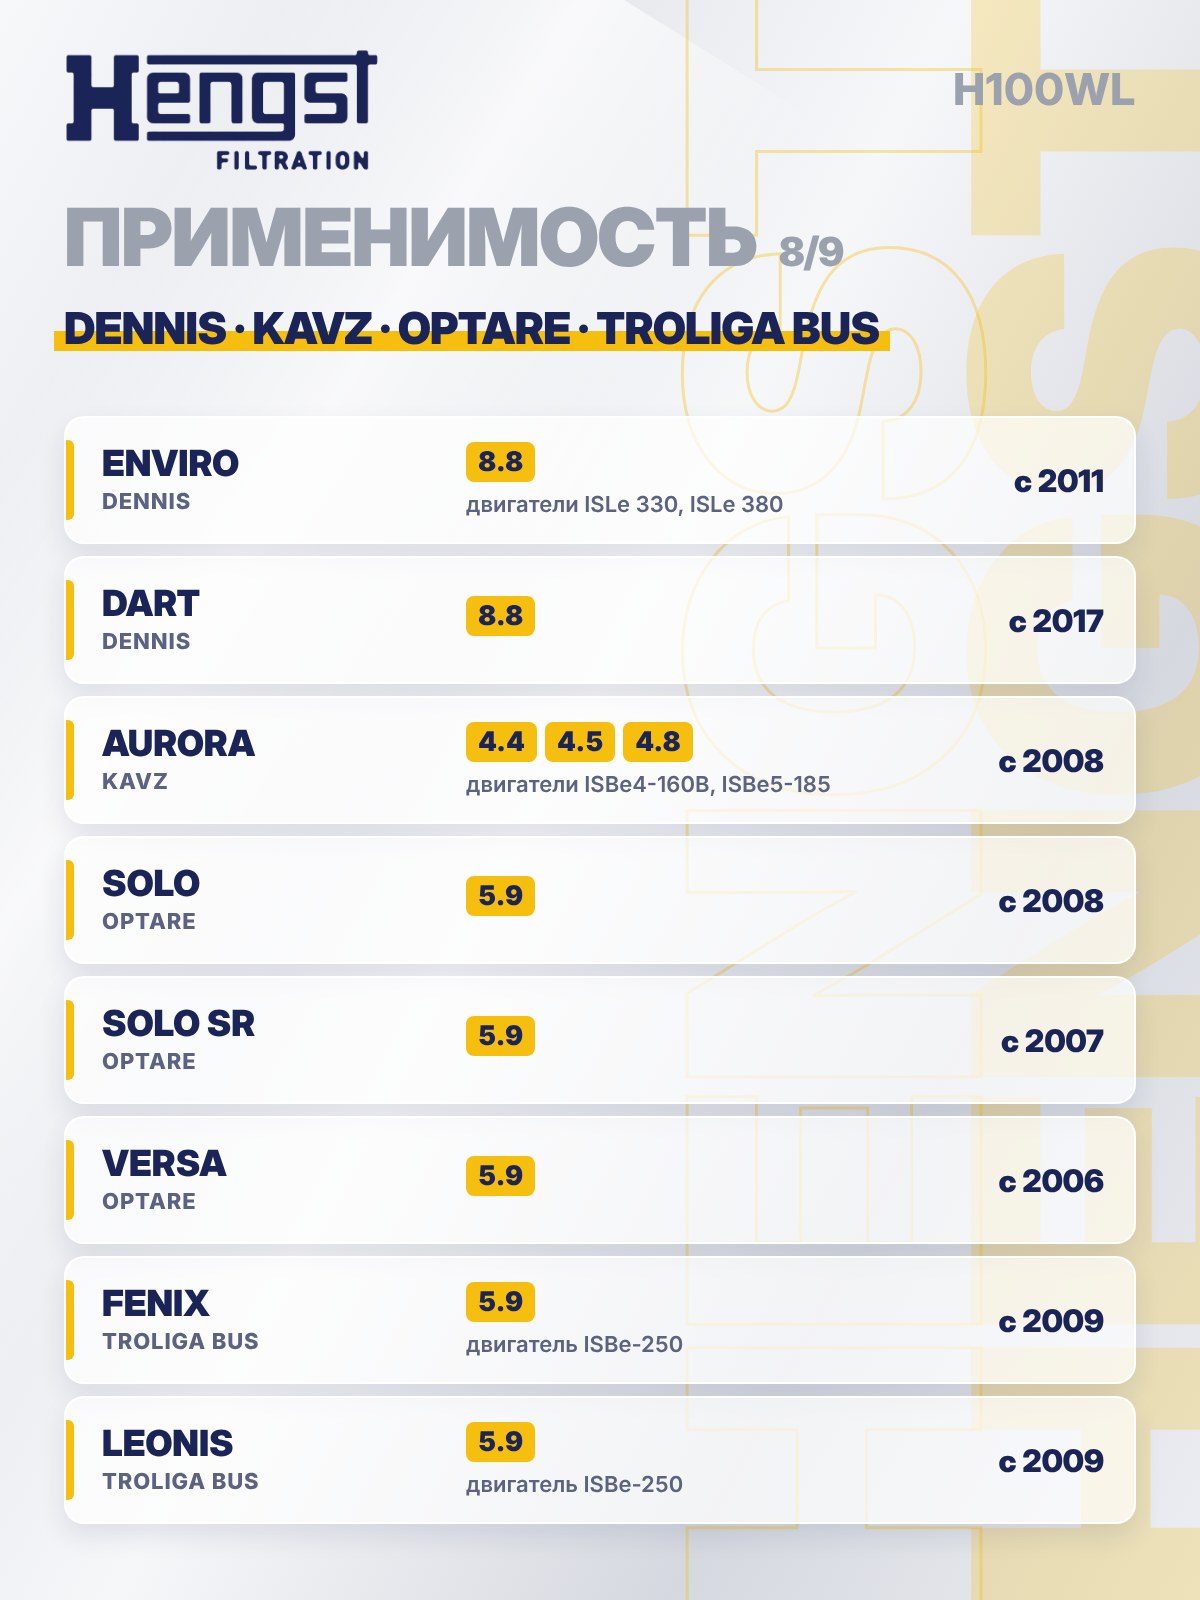 Hengst
FILTRATION
H100WL
ПРИМЕНИМОСТЬ 8/9
DENNIS · KAVZ · OPTARE · TROLIGA BUS
ENVIRO
DENNIS
8.8
двигатели ISLe 330, ISLe 380
с 2011
DART
DENNIS
8.8
с 2017
AURORA
KAVZ
4.4 4.5 4.8
двигатели ISBe4-160B, ISBe5-185
с 2008
SOLO
OPTARE
5.9
с 2008
SOLO SR
OPTARE
5.9
с 2007
VERSA
OPTARE
5.9
с 2006
FENIX
TROLIGA BUS
5.9
двигатель ISBe-250
с 2009
LEONIS
TROLIGA BUS
5.9
двигатель ISBe-250
с 2009
HENGST
HENGST